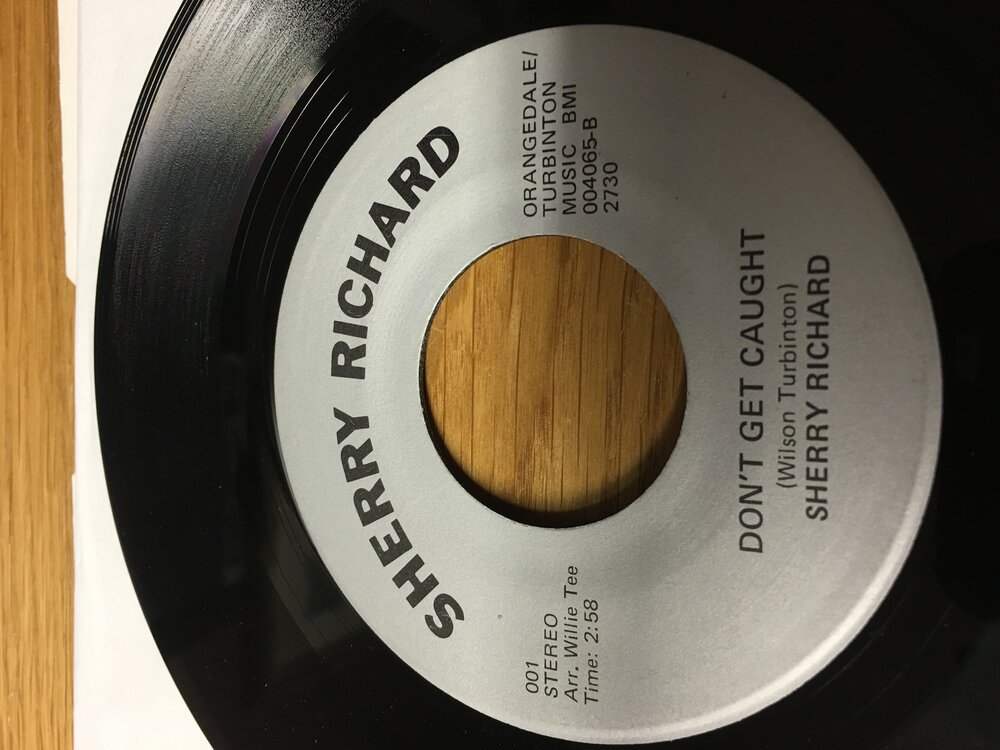 SHERRY RICHARD
001
STEREO
Arr. Willie Tee
Time: 2:58
ORANGEDALE/
TURBINTON
MUSIC BMI
004065-B
2730
DON'T GET CAUGHT
(Wilson Turbinton)
SHERRY RICHARD